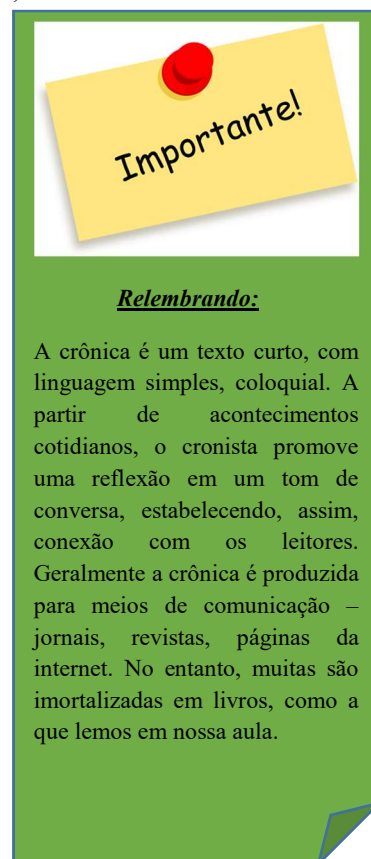 Importante!
Relembrando:
A crônica é um texto curto, com
linguagem simples, coloquial. A
partir de acontecimentos
cotidianos, o cronista promove
uma reflexão em um tom de
conversa, estabelecendo, assim,
conexão com os leitores.
Geralmente a crônica é produzida
para meios de comunicação –
jornais, revistas, páginas da
internet. No entanto, muitas são
imortalizadas em livros, como a
que lemos em nossa aula.